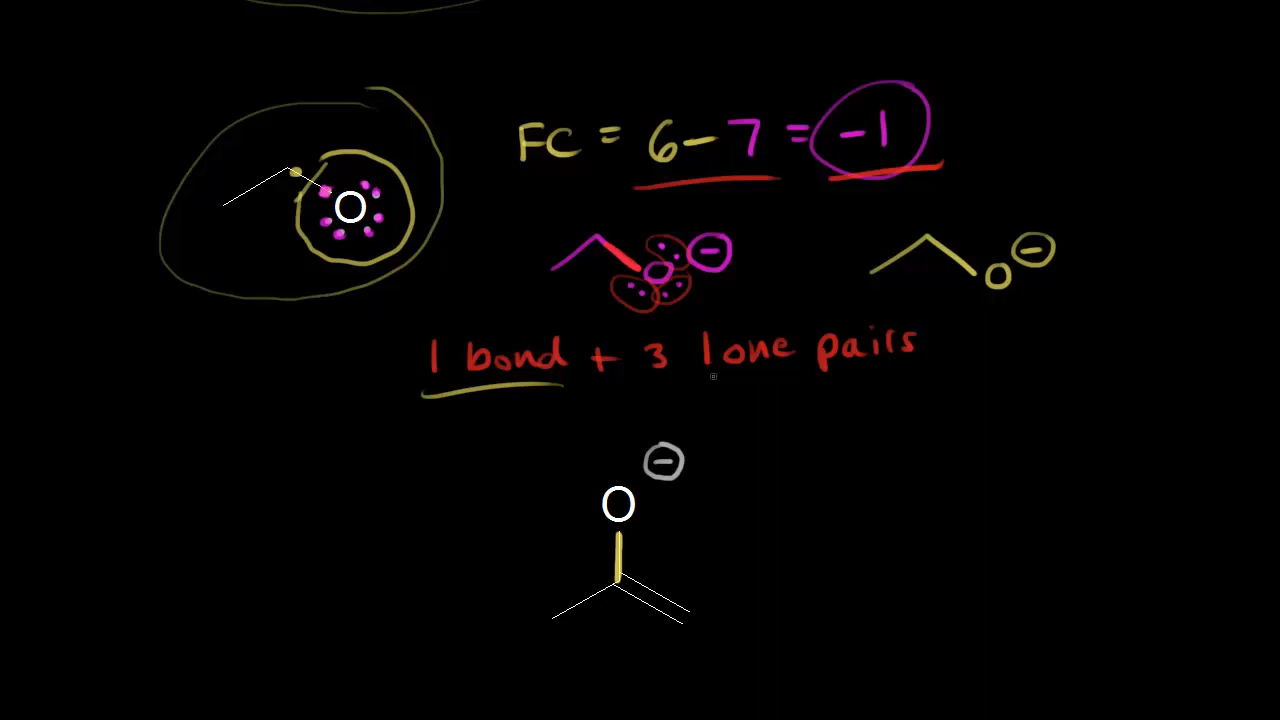 FC = 6 - 7 = -1
O
O -
O -
1 bond + 3 lone pairs
-
O